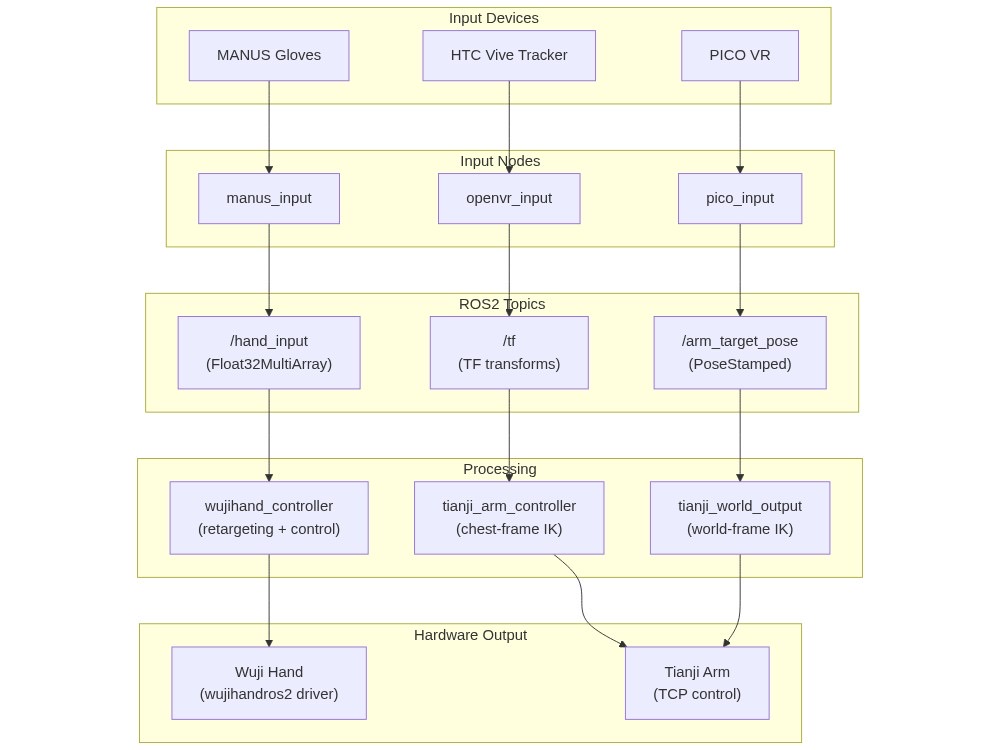 Input Devices
MANUS Gloves
HTC Vive Tracker
PICO VR
Input Nodes
manus_input
openvr_input
pico_input
ROS2 Topics
/hand_input
(Float32MultiArray)
/tf
(TF transforms)
/arm_target_pose
(PoseStamped)
Processing
wujihand_controller
(retargeting + control)
tianji_arm_controller
(chest-frame IK)
tianji_world_output
(world-frame IK)
Hardware Output
Wuji Hand
(wujihandros2 driver)
Tianji Arm
(TCP control)